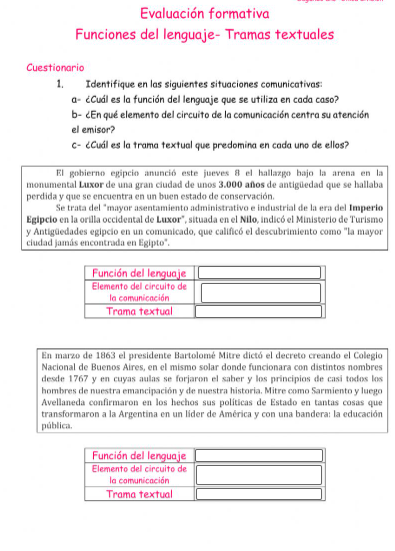 Evaluación formativa
Funciones del lenguaje- Tramas textuales
Cuestionario
1. Identifique en las siguientes situaciones comunicativas:
a- ¿Cuál es la función del lenguaje que se utiliza en cada caso?
b- ¿En qué elemento del circuito de la comunicación centra su atención
el emisor?
c- ¿Cuál es la trama textual que predomina en cada uno de ellos?
El gobierno egipcio anunció este jueves 8 el hallazgo bajo la arena en la
monumental Luxor de una gran ciudad de unos 3.000 años de antigüedad que se hallaba
perdida y que se encuentra en un buen estado de conservación.
Se trata del "mayor asentamiento administrativo e industrial de la era del Imperio
Egipcio en la orilla occidental de Luxor", situada en el Nilo, indicó el Ministerio de Turismo
y Antigüedades egipcio en un comunicado, que calificó el descubrimiento como "la mayor
ciudad jamás encontrada en Egipto".
Función del lenguaje
Elemento del circuito de
la comunicación
Trama textual
En marzo de 1863 el presidente Bartolomé Mitre dictó el decreto creando el Colegio
Nacional de Buenos Aires, en el mismo solar donde funcionara con distintos nombres
desde 1767 y en cuyas aulas se forjaron el saber y los principios de casi todos los
hombres de nuestra emancipación y de nuestra historia. Mitre como Sarmiento y luego
Avellaneda confirmaron en los hechos sus políticas de Estado en tantas cosas que
transformaron a la Argentina en un líder de América y con una bandera: la educación
pública.
Función del lenguaje
Elemento del circuito de
la comunicación
Trama textual